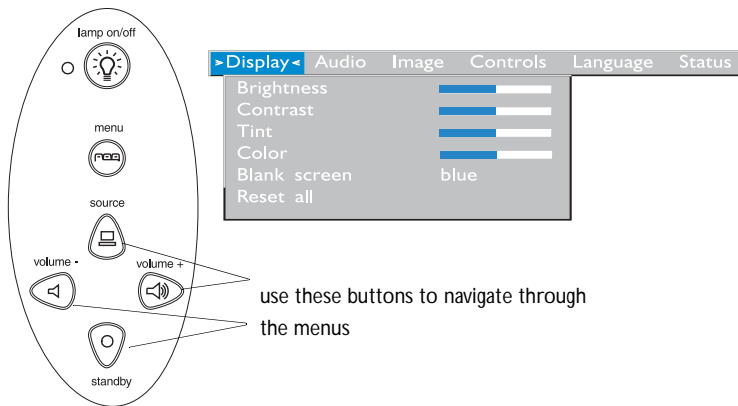 lamp on/off
menu
source
volume -
volume +
standby
>Display< Audio Image Controls Language Status
Brightness
Contrast
Tint
Color
Blank screen blue
Reset all
use these buttons to navigate through
the menus